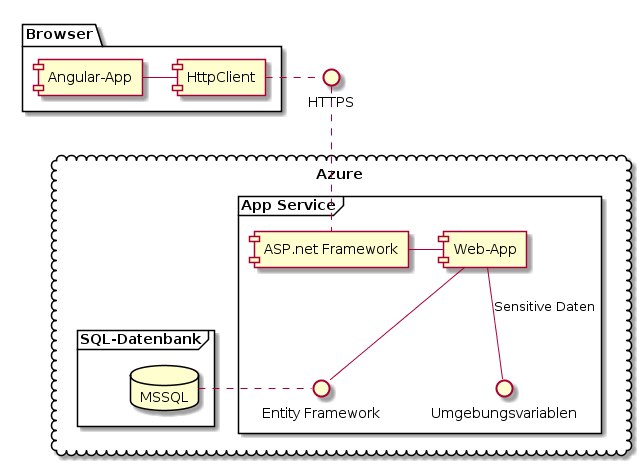 Browser
Angular-App
HttpClient
HTTPS
Azure
App Service
ASP.net Framework
Web-App
Sensitive Daten
SQL-Datenbank
MSSQL
Entity Framework
Umgebungsvariablen